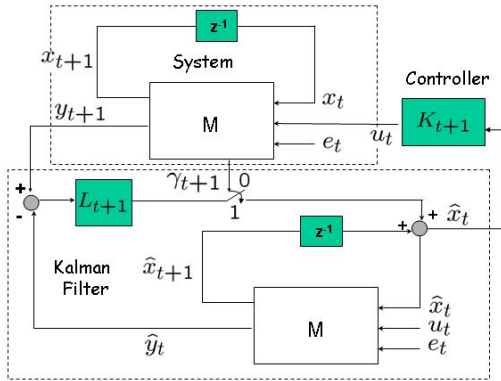 z⁻¹
System
x_{t+1}
x_t
Controller
y_{t+1}
M
u_t
K_{t+1}
e_t
γ_{t+1}
0
1
+
-
L_{t+1}
z⁻¹
+
+
x̂_t
x̂_{t+1}
Kalman
Filter
M
x̂_t
u_t
e_t
ŷ_t